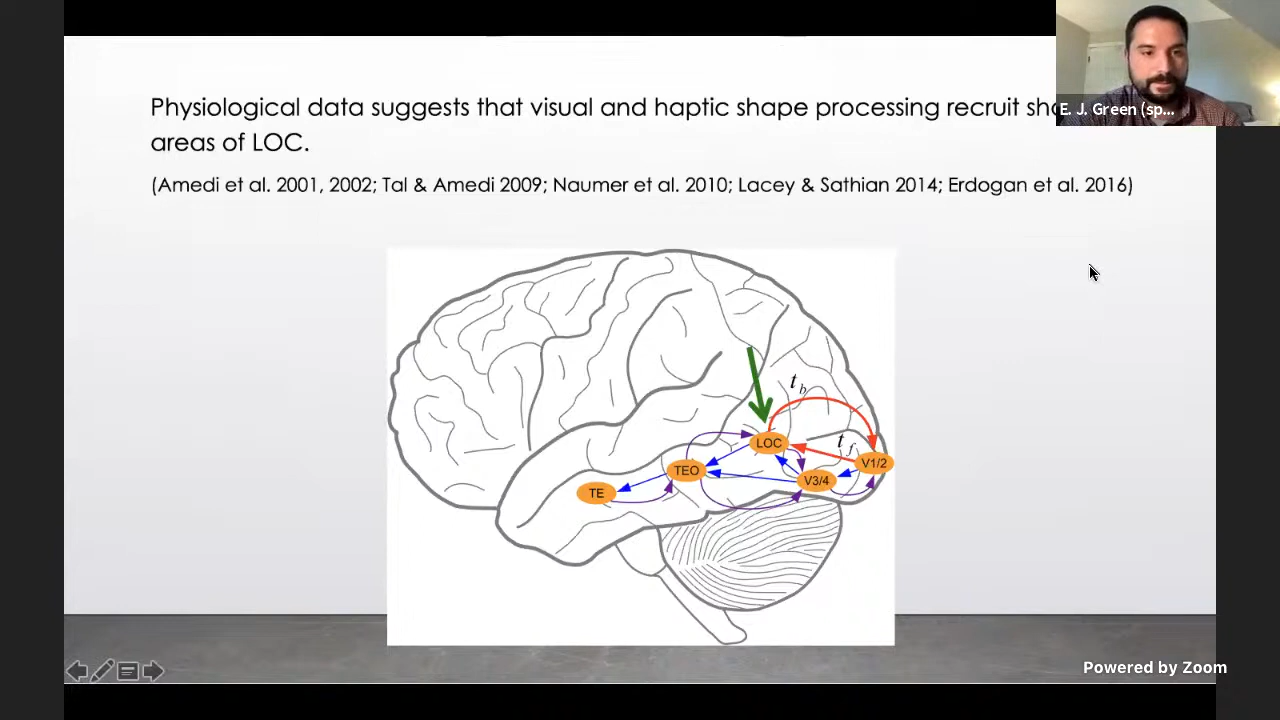 Physiological data suggests that visual and haptic shape processing recruit
areas of LOC.
(Amedi et al. 2001, 2002; Tal & Amedi 2009; Naumer et al. 2010; Lacey & Sathian 2014; Erdogan et al. 2016)
E. J. Green (sp...
t b
LOC
t f
V1/2
TEO
V3/4
TE
Powered by Zoom